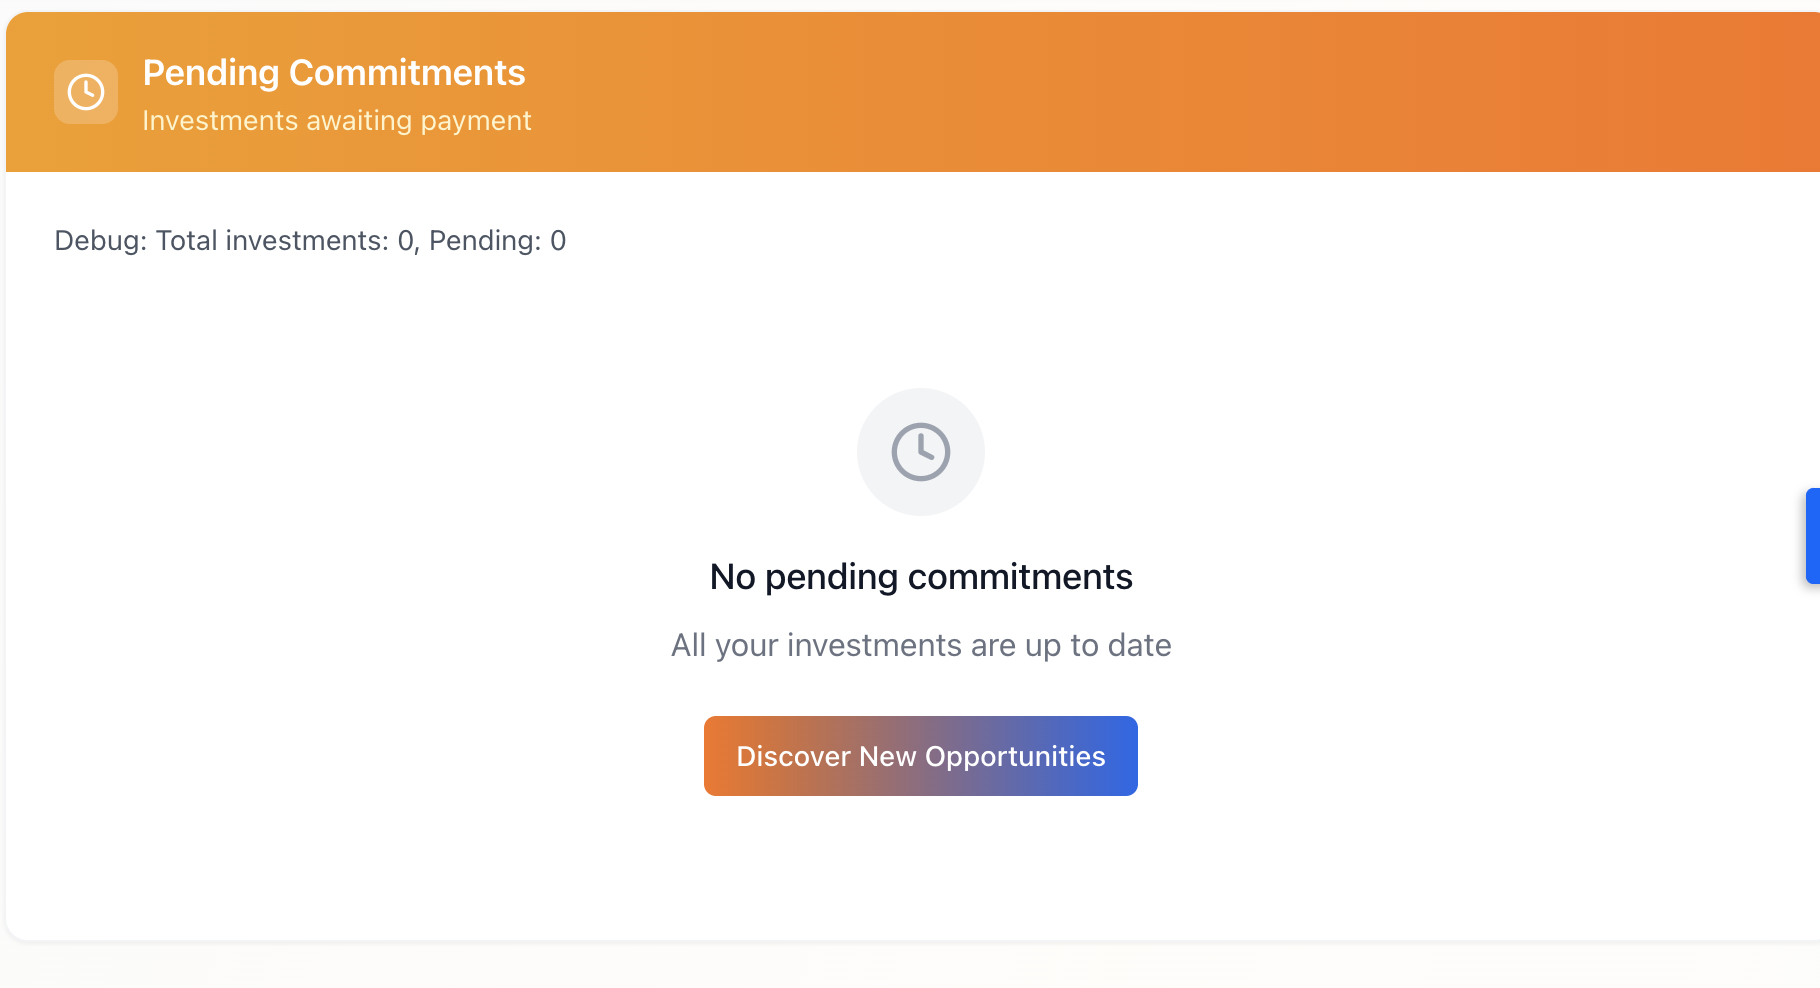 Pending Commitments
Investments awaiting payment
Debug: Total investments: 0, Pending: 0
No pending commitments
All your investments are up to date
Discover New Opportunities